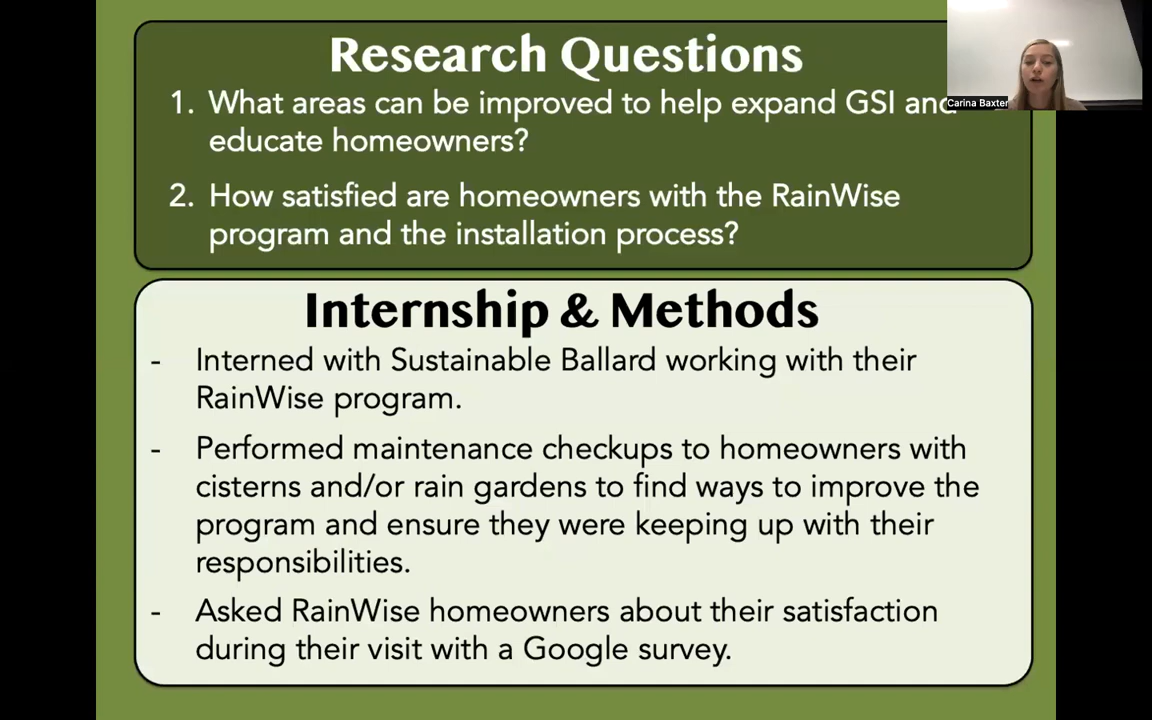 Research Questions
1. What areas can be improved to help expand GSI and
educate homeowners?
2. How satisfied are homeowners with the RainWise
program and the installation process?
Carina Baxter
Internship & Methods
- Interned with Sustainable Ballard working with their
RainWise program.
- Performed maintenance checkups to homeowners with
cisterns and/or rain gardens to find ways to improve the
program and ensure they were keeping up with their
responsibilities.
- Asked RainWise homeowners about their satisfaction
during their visit with a Google survey.